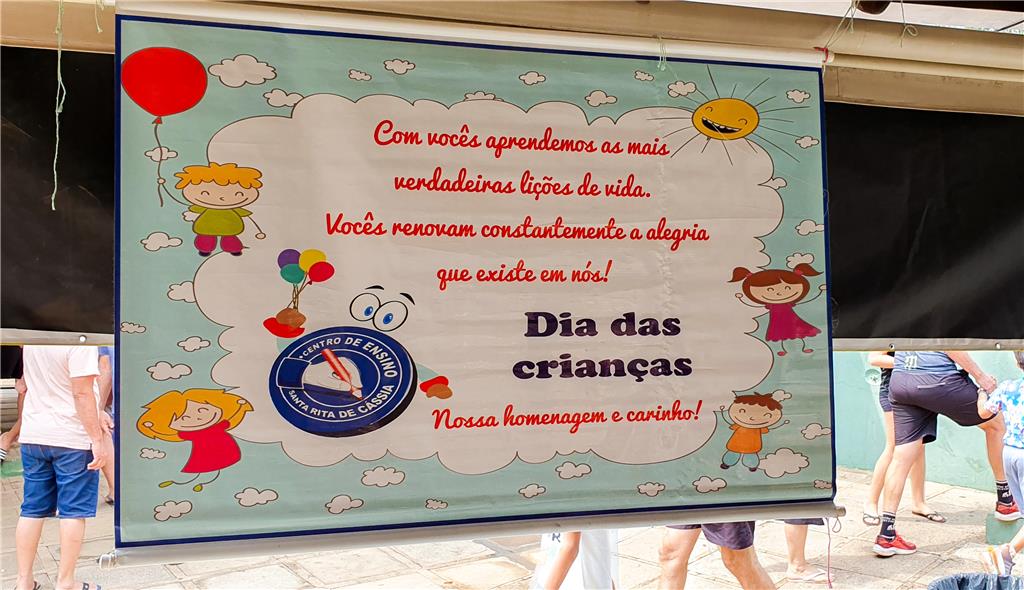 Com vocês aprendemos as mais
verdadeiras lições de vida.
Vocês renovam constantemente a alegria
que existe em nós!
Dia das
crianças
CENTRO DE ENSINO
SANTA RITA DE CÁSSIA
Nossa homenagem e carinho!